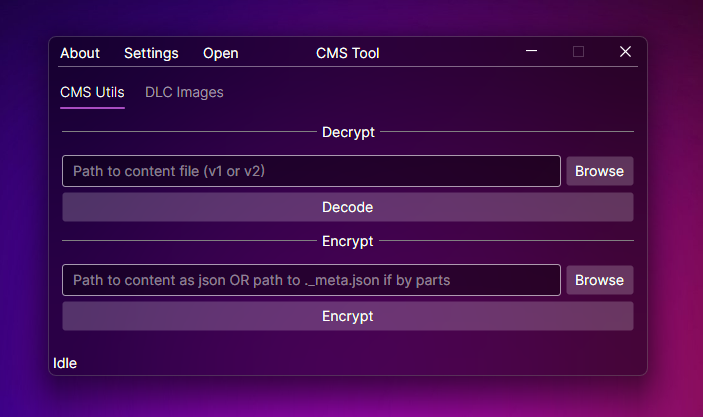 About Settings Open CMS Tool
CMS Utils DLC Images
Decrypt
Path to content file (v1 or v2) Browse
Decode
Encrypt
Path to content as json OR path to ._meta.json if by parts Browse
Encrypt
Idle